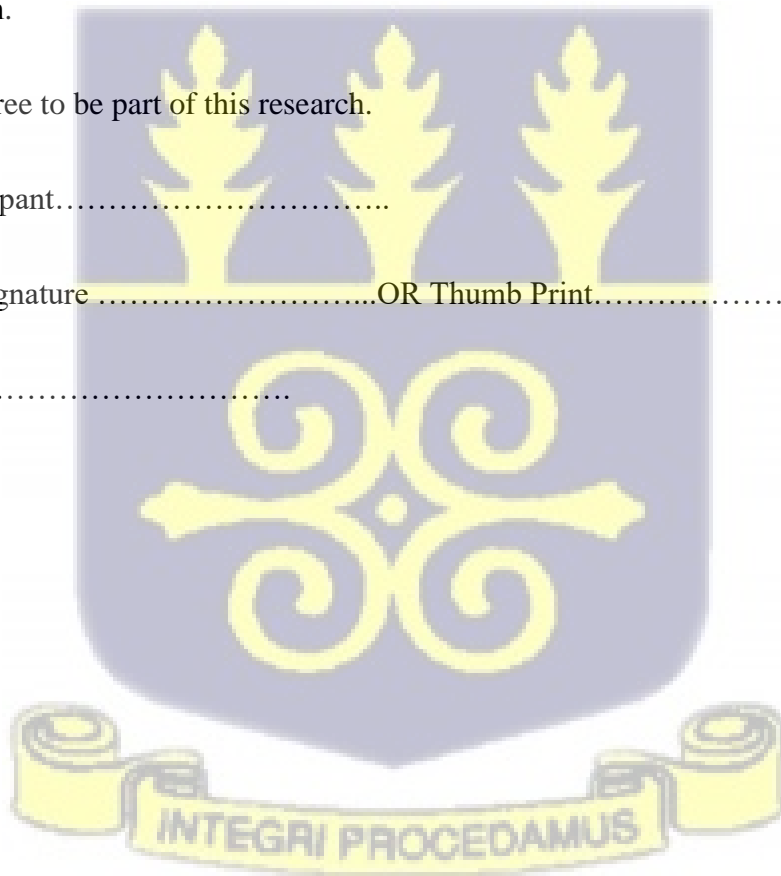 n.
ree to be part of this research.
pant…………………………..
gnature ……………………...OR Thumb Print………………
……………………………….
INTEGRI PROCEDAMUS